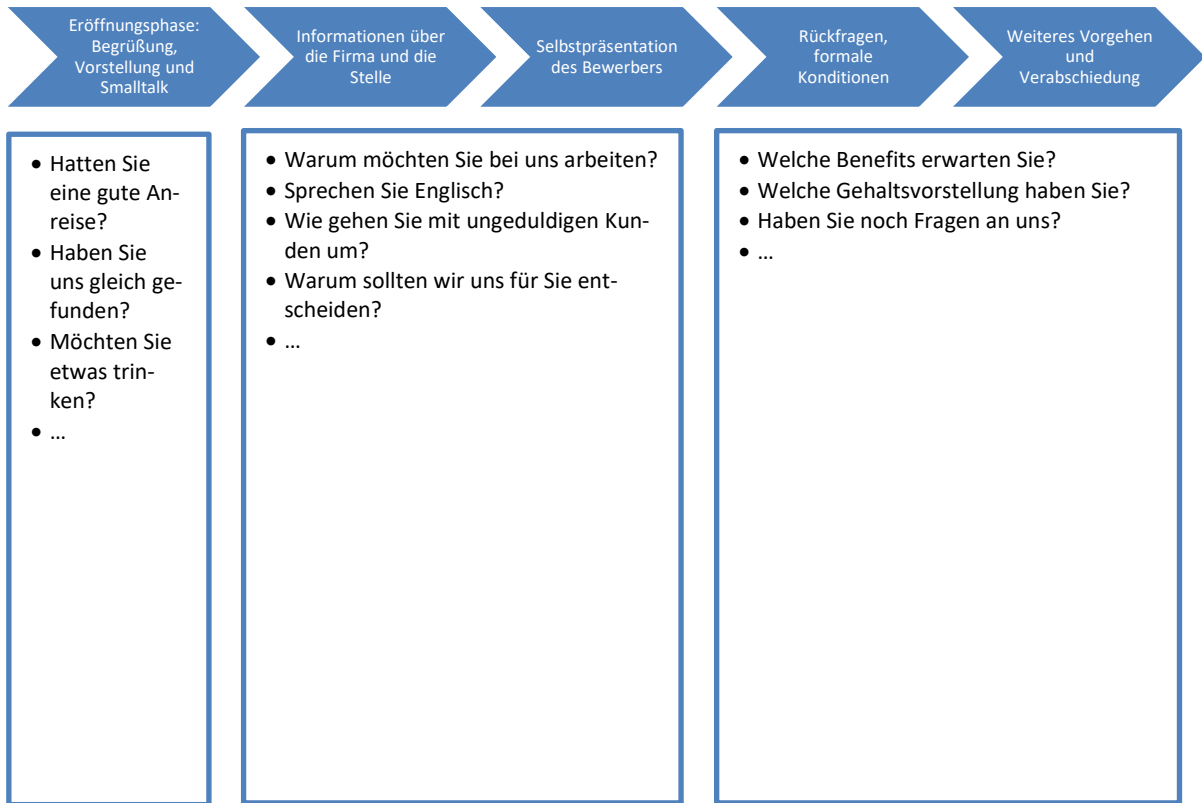 Eröffnungsphase:
Begrüßung,
Vorstellung und
Smalltalk
Informationen über
die Firma und die
Stelle
Selbstpräsentation
des Bewerbers
Rückfragen,
formale
Konditionen
Weiteres Vorgehen
und
Verabschiedung
• Hatten Sie
eine gute An-
reise?
• Haben Sie
uns gleich ge-
funden?
• Möchten Sie
etwas trin-
ken?
• …
• Warum möchten Sie bei uns arbeiten?
• Sprechen Sie Englisch?
• Wie gehen Sie mit ungeduldigen Kun-
den um?
• Warum sollten wir uns für Sie ent-
scheiden?
• …
• Welche Benefits erwarten Sie?
• Welche Gehaltsvorstellung haben Sie?
• Haben Sie noch Fragen an uns?
• …